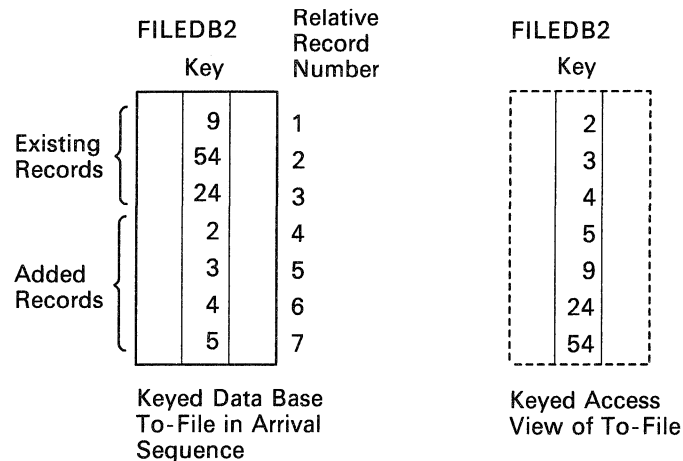 FILEDB2
Key
Relative
Record
Number
Existing
Records
Added
Records
9
54
24
2
3
4
5
1
2
3
4
5
6
7
Keyed Data Base
To-File in Arrival
Sequence
FILEDB2
Key
2
3
4
5
9
24
54
Keyed Access
View of To-File